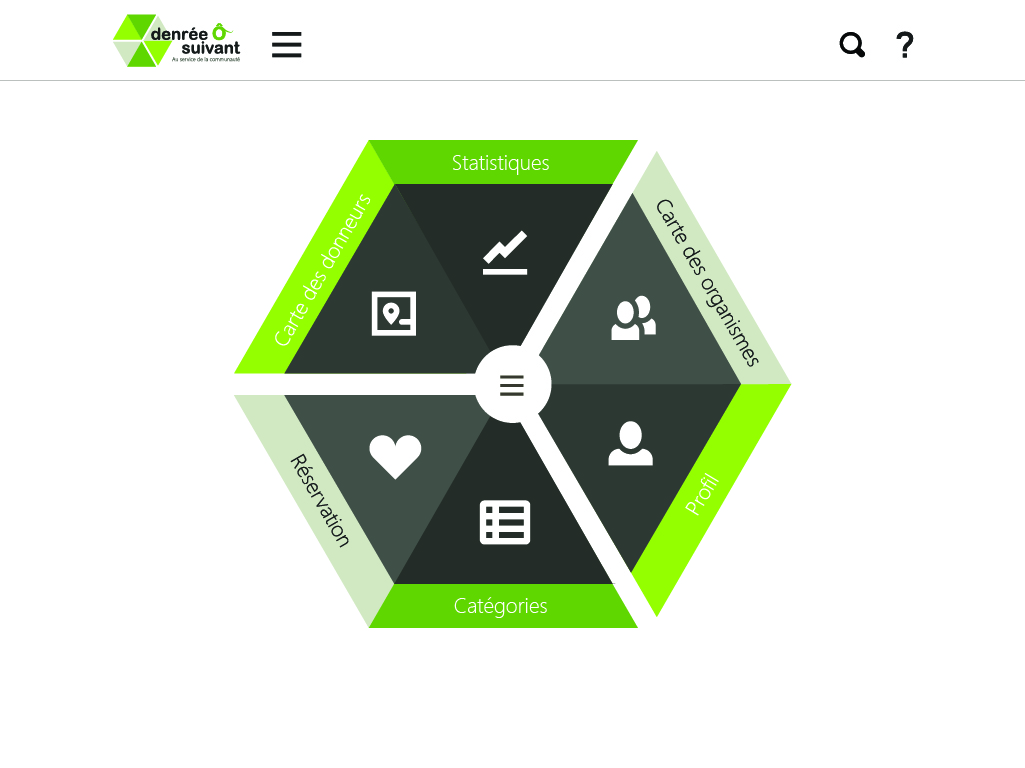 denrée Ô
suivant
Au service de la communauté
?
Statistiques
Carte des donneurs
Carte des organismes
Réservation
Profil
Catégories